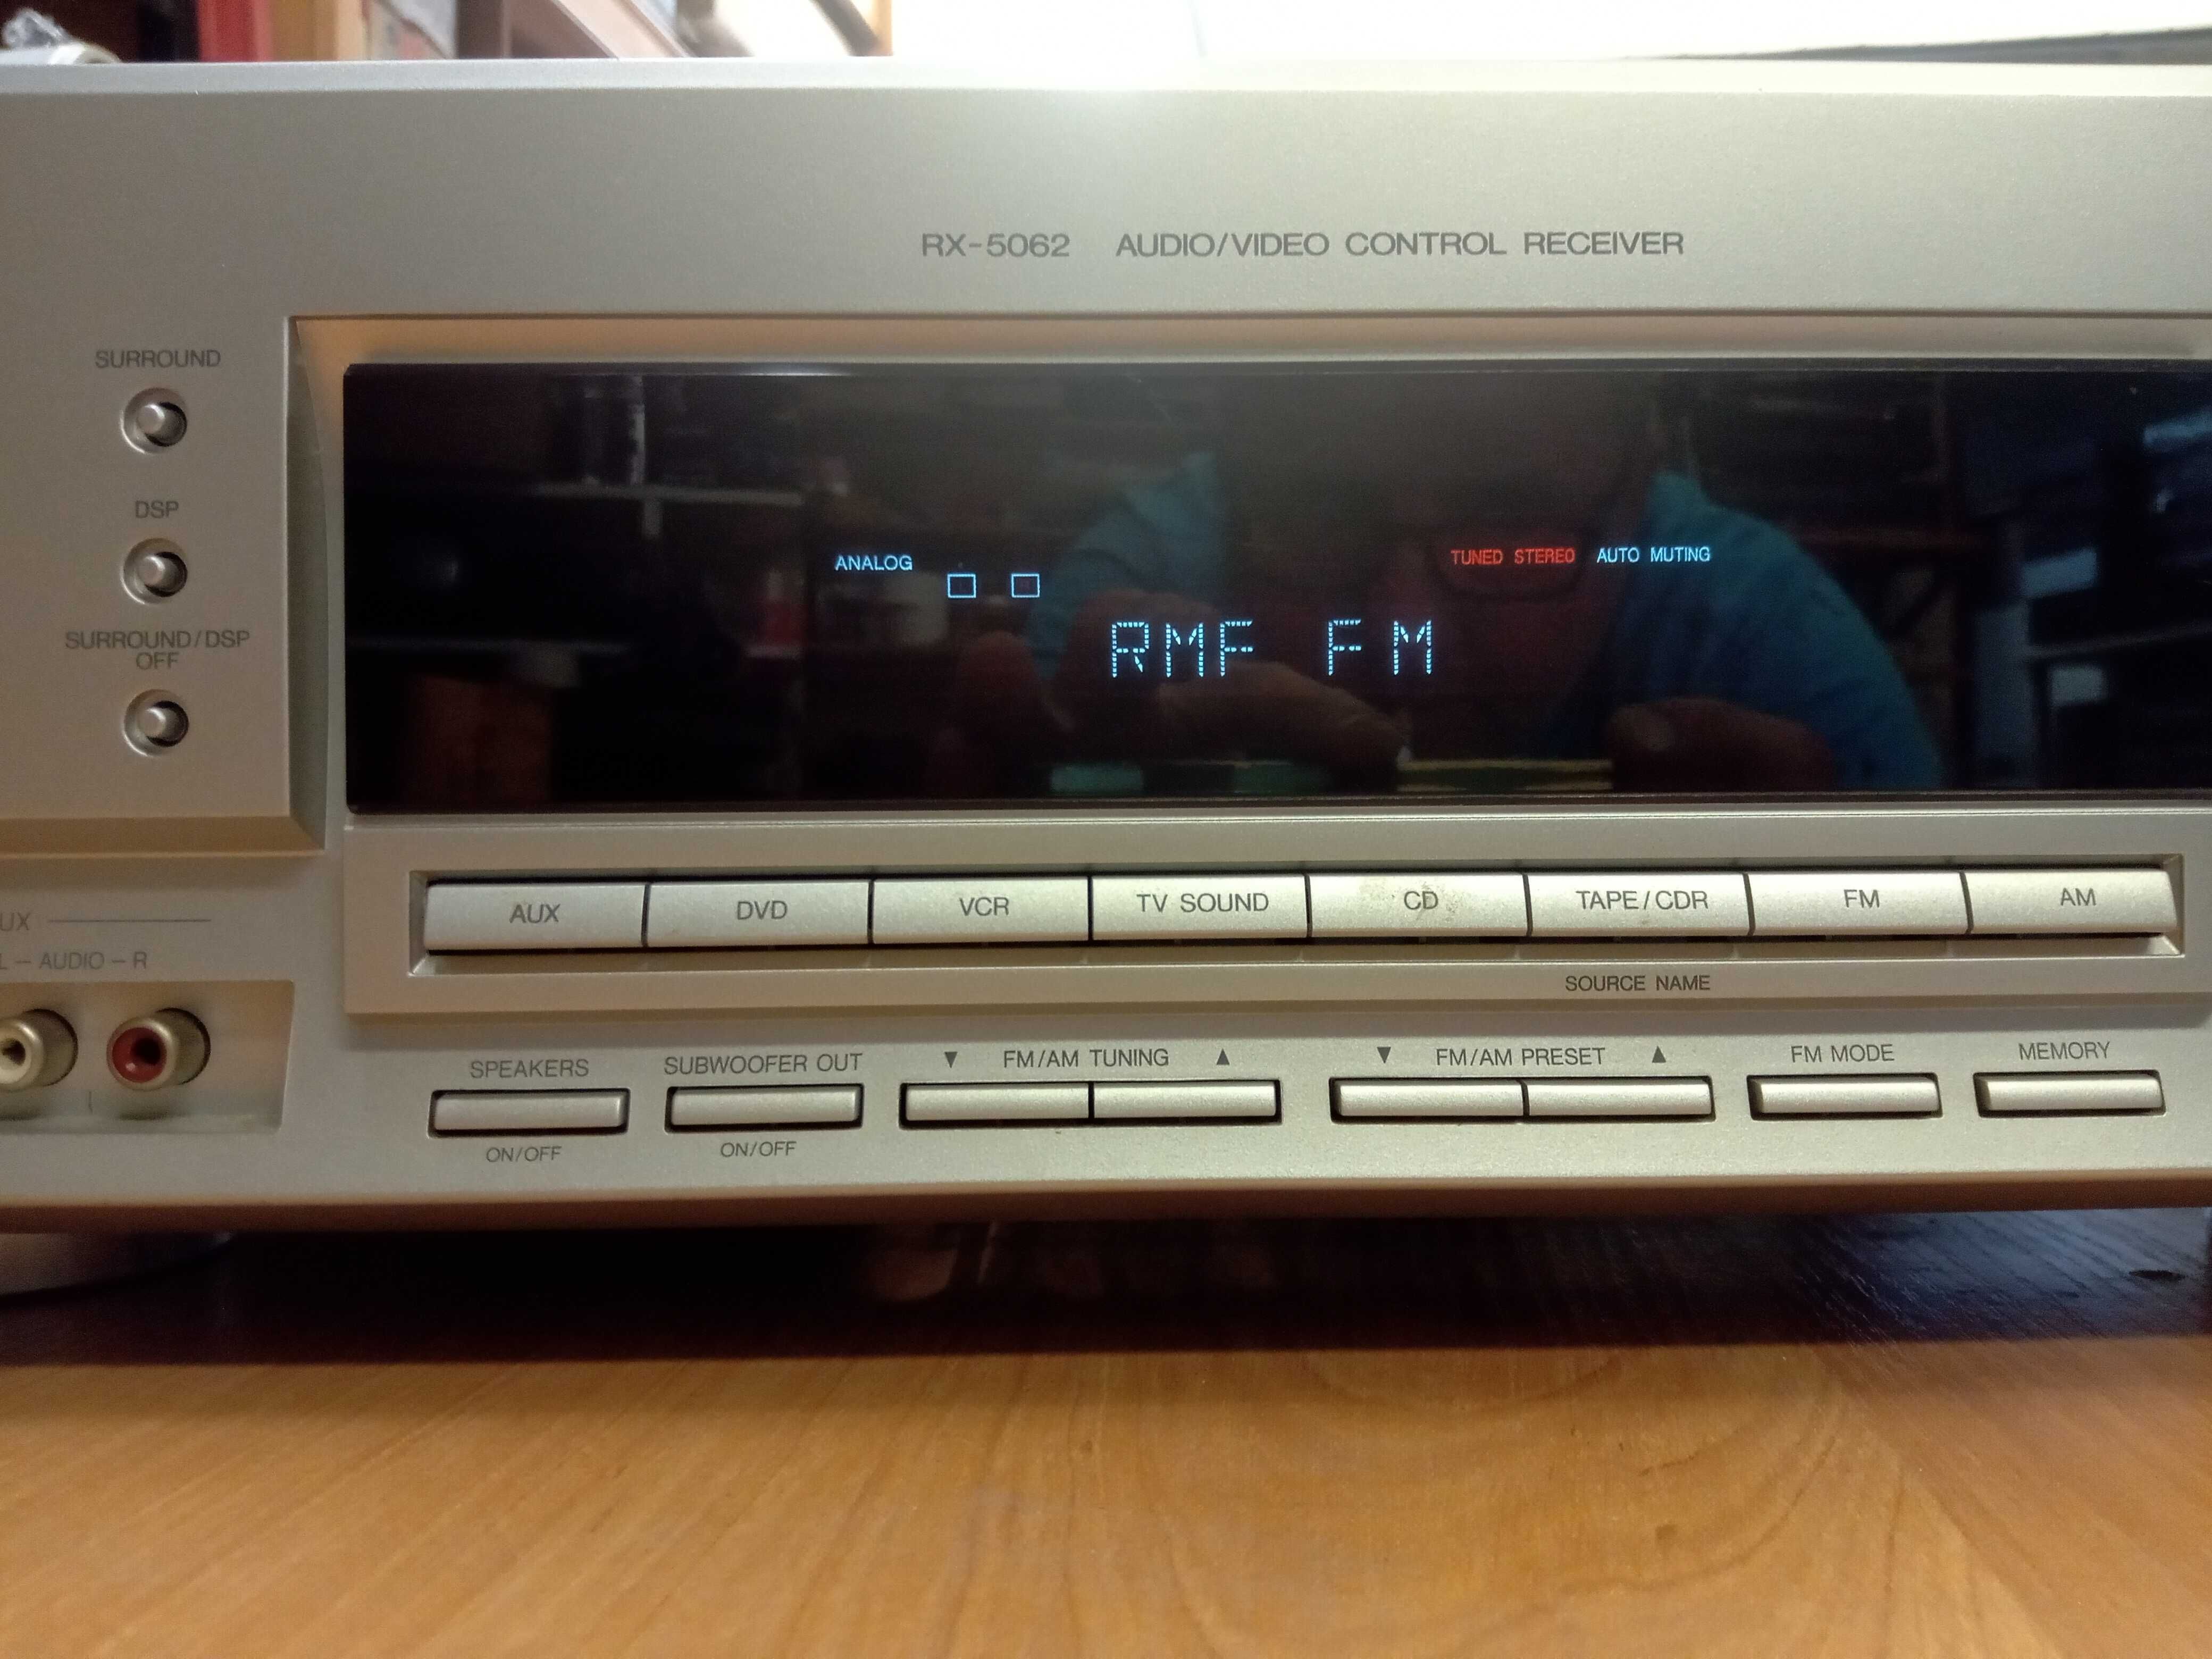 RX-5062 AUDIO/VIDEO CONTROL RECEIVER
SURROUND
DSP
SURROUND/DSP
OFF
ANALOG
TUNED STEREO AUTO MUTING
RMF FM
AUX DVD VCR TV SOUND CD TAPE/CDR FM AM
SOURCE NAME
UX
L – AUDIO – R
SPEAKERS SUBWOOFER OUT ▼ FM/AM TUNING ▲ ▼ FM/AM PRESET ▲ FM MODE MEMORY
ON/OFF ON/OFF